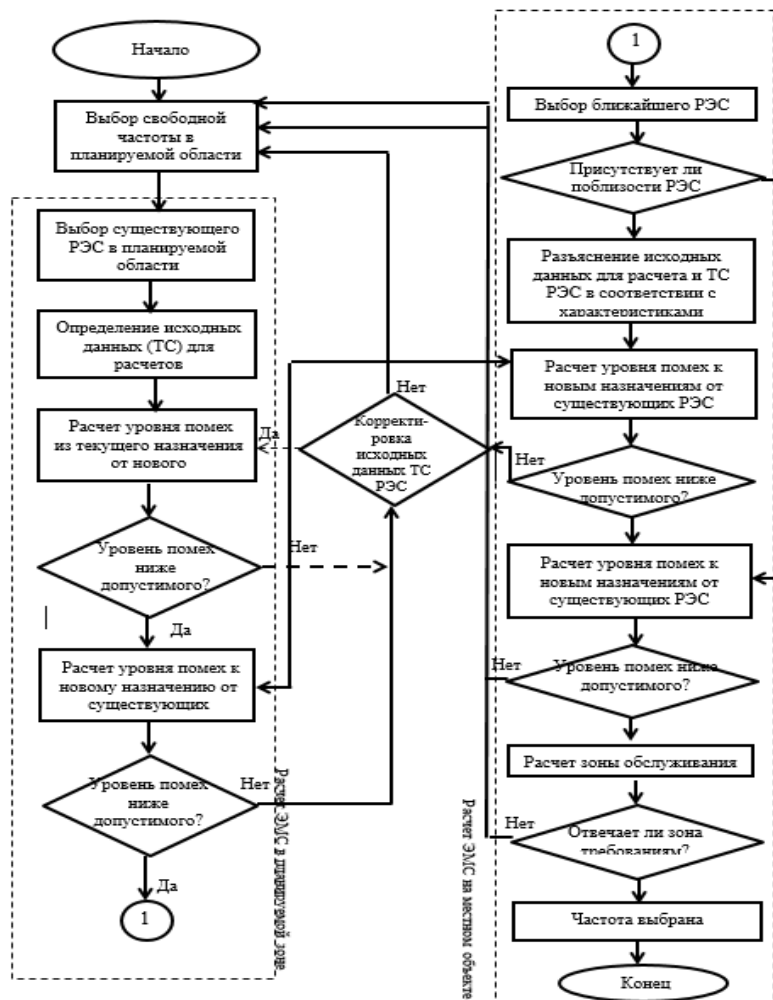 Начало
Выбор свободной
частоты в
планируемой области
Выбор существующего
РЭС в планируемой
области
Определение исходных
данных (ТС) для
расчетов
Расчет уровня помех
из текущего назначения
от нового
Уровень помех
ниже
допустимого?
Нет
Да
Расчет уровня помех к
новому назначению от
существующих
Уровень помех
ниже
допустимого?
Нет
Да
1
Расчет ЭМС в планируемой зоне
Нет
Да
Корректи-
ровка
исходных
данных ТС
РЭС
1
Выбор ближайшего РЭС
Присутствует ли
поблизости РЭС
Разъяснение исходных
данных для расчета и ТС
РЭС в соответствии с
характеристиками
Расчет уровня помех к
новым назначениям от
существующих РЭС
Нет
Уровень помех ниже
допустимого?
Расчет уровня помех к
новым назначениям от
существующих РЭС
Нет
Уровень помех ниже
допустимого?
Расчет зоны обслуживания
Нет
Отвечает ли зона
требованиям?
Частота выбрана
Конец
Расчет ЭМС на местном объекте